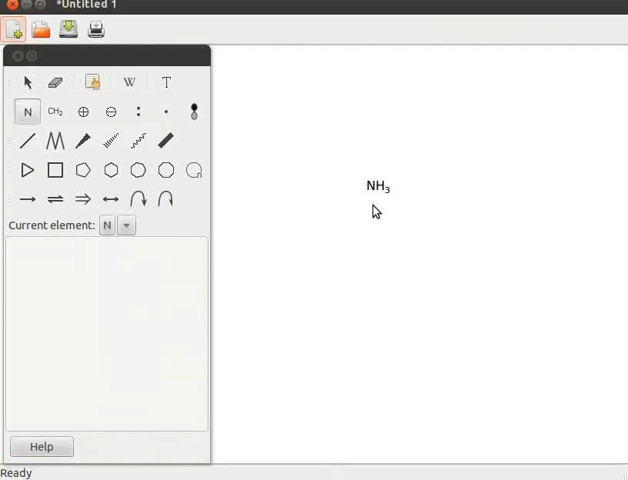 *Untitled 1
W T
N CH₂
n
NH₃
Current element: N
Help
Ready